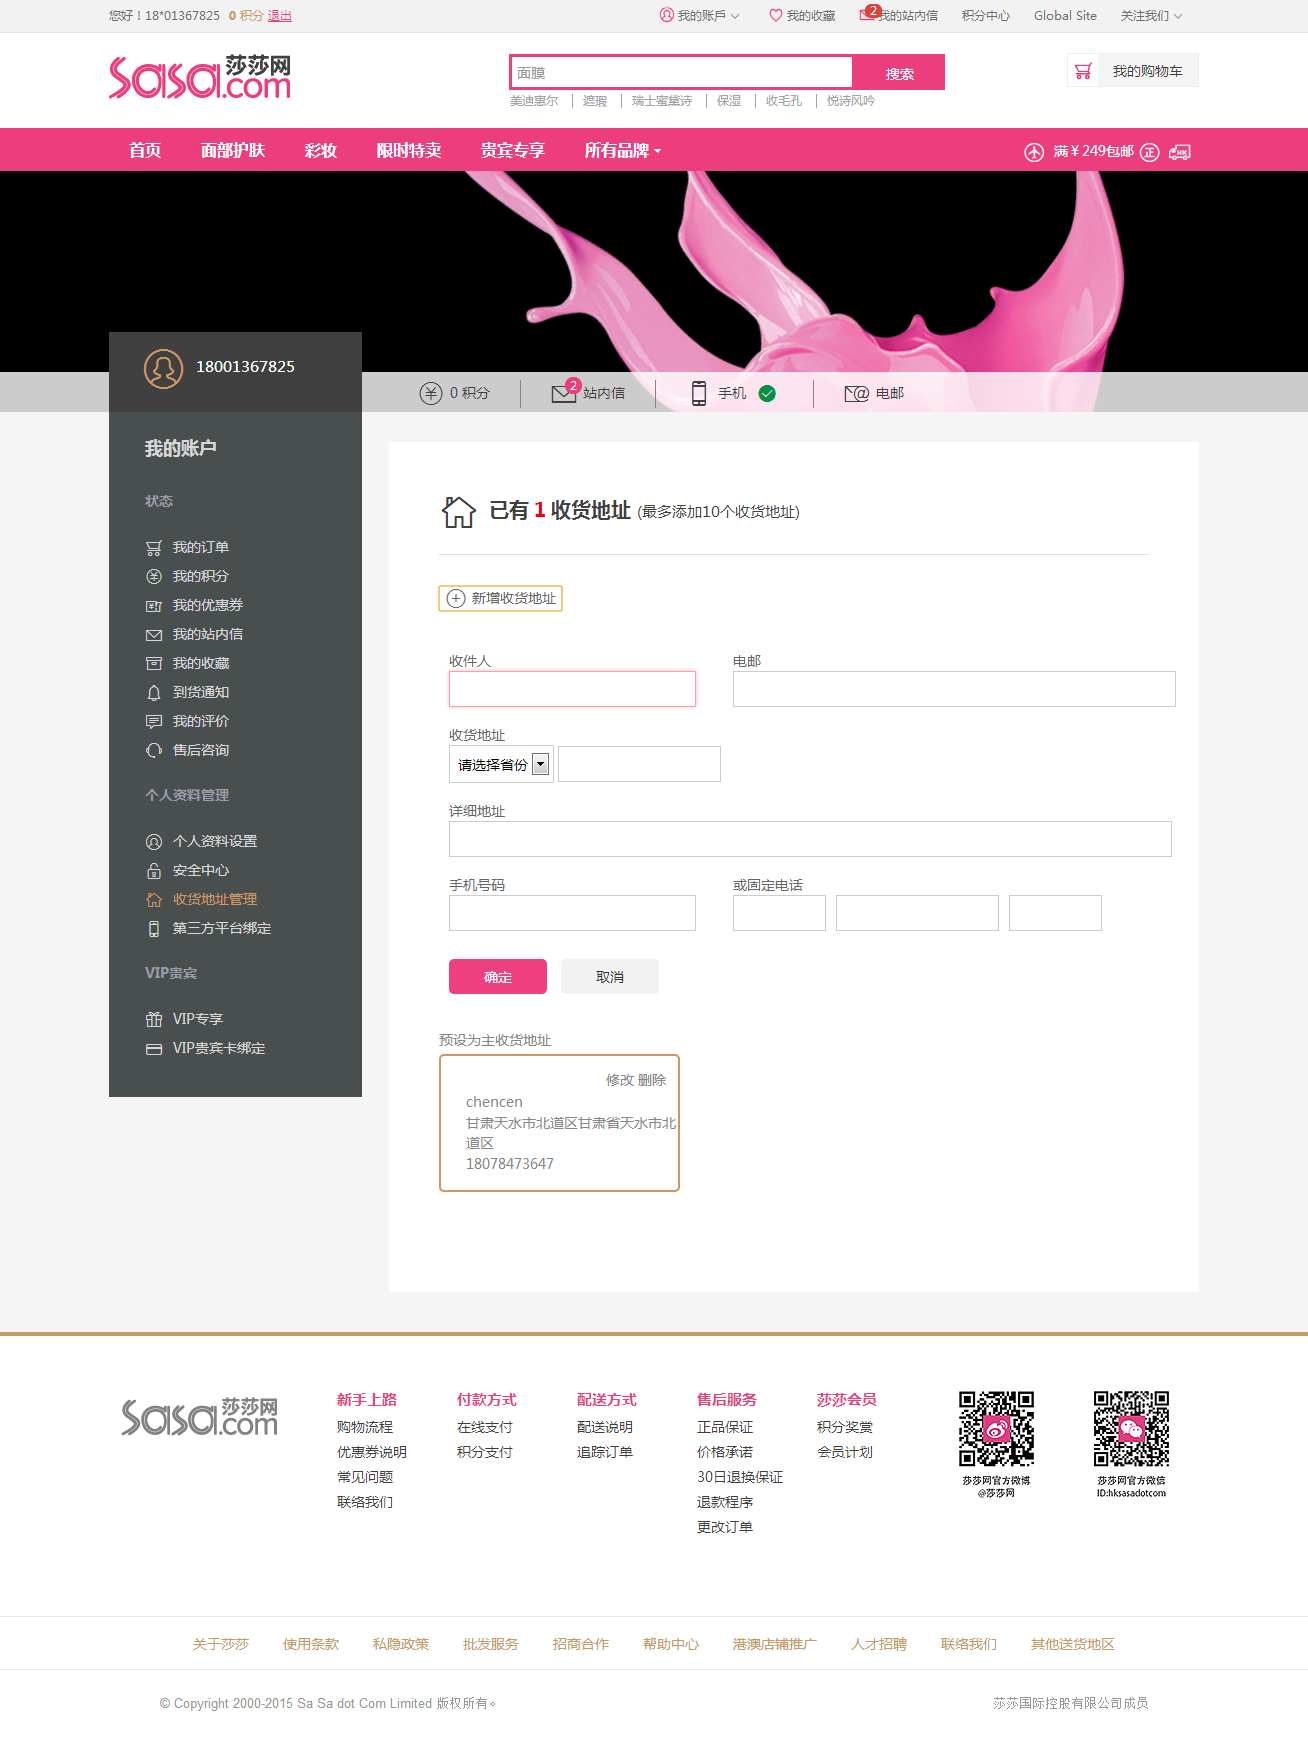 您好！18*01367825 0 积分 退出
我的账戶
我的收藏
2
我的站内信
积分中心
Global Site
关注我们
sasa.com 莎莎网
面膜
搜索
我的购物车
美迪惠尔 遮瑕 瑞士蜜黛诗 保湿 收毛孔 悦诗风吟
首页 面部护肤 彩妆 限时特卖 贵宾专享 所有品牌
满￥249包邮 正 HK
18001367825
0 积分
2
站内信
手机
电邮
我的账户
状态
我的订单
我的积分
我的优惠券
我的站内信
我的收藏
到货通知
我的评价
售后咨询
个人资料管理
个人资料设置
安全中心
收货地址管理
第三方平台绑定
VIP贵宾
VIP专享
VIP贵宾卡绑定
已有 1 收货地址 (最多添加10个收货地址)
新增收货地址
收件人
电邮
收货地址
请选择省份
详细地址
手机号码
或固定电话
确定
取消
预设为主收货地址
修改 删除
chencen
甘肃天水市北道区甘肃省天水市北
道区
18078473647
sasa.com 莎莎网
新手上路
购物流程
优惠券说明
常见问题
联络我们
付款方式
在线支付
积分支付
配送方式
配送说明
追踪订单
售后服务
正品保证
价格承诺
30日退换保证
退款程序
更改订单
莎莎会员
积分奖赏
会员计划
莎莎网官方微博
@莎莎网
莎莎网官方微信
ID:hksasadotcom
关于莎莎 使用条款 私隐政策 批发服务 招商合作 帮助中心 港澳店铺推广 人才招聘 联络我们 其他送货地区
© Copyright 2000-2015 Sa Sa dot Com Limited 版权所有。
莎莎国际控股有限公司成员